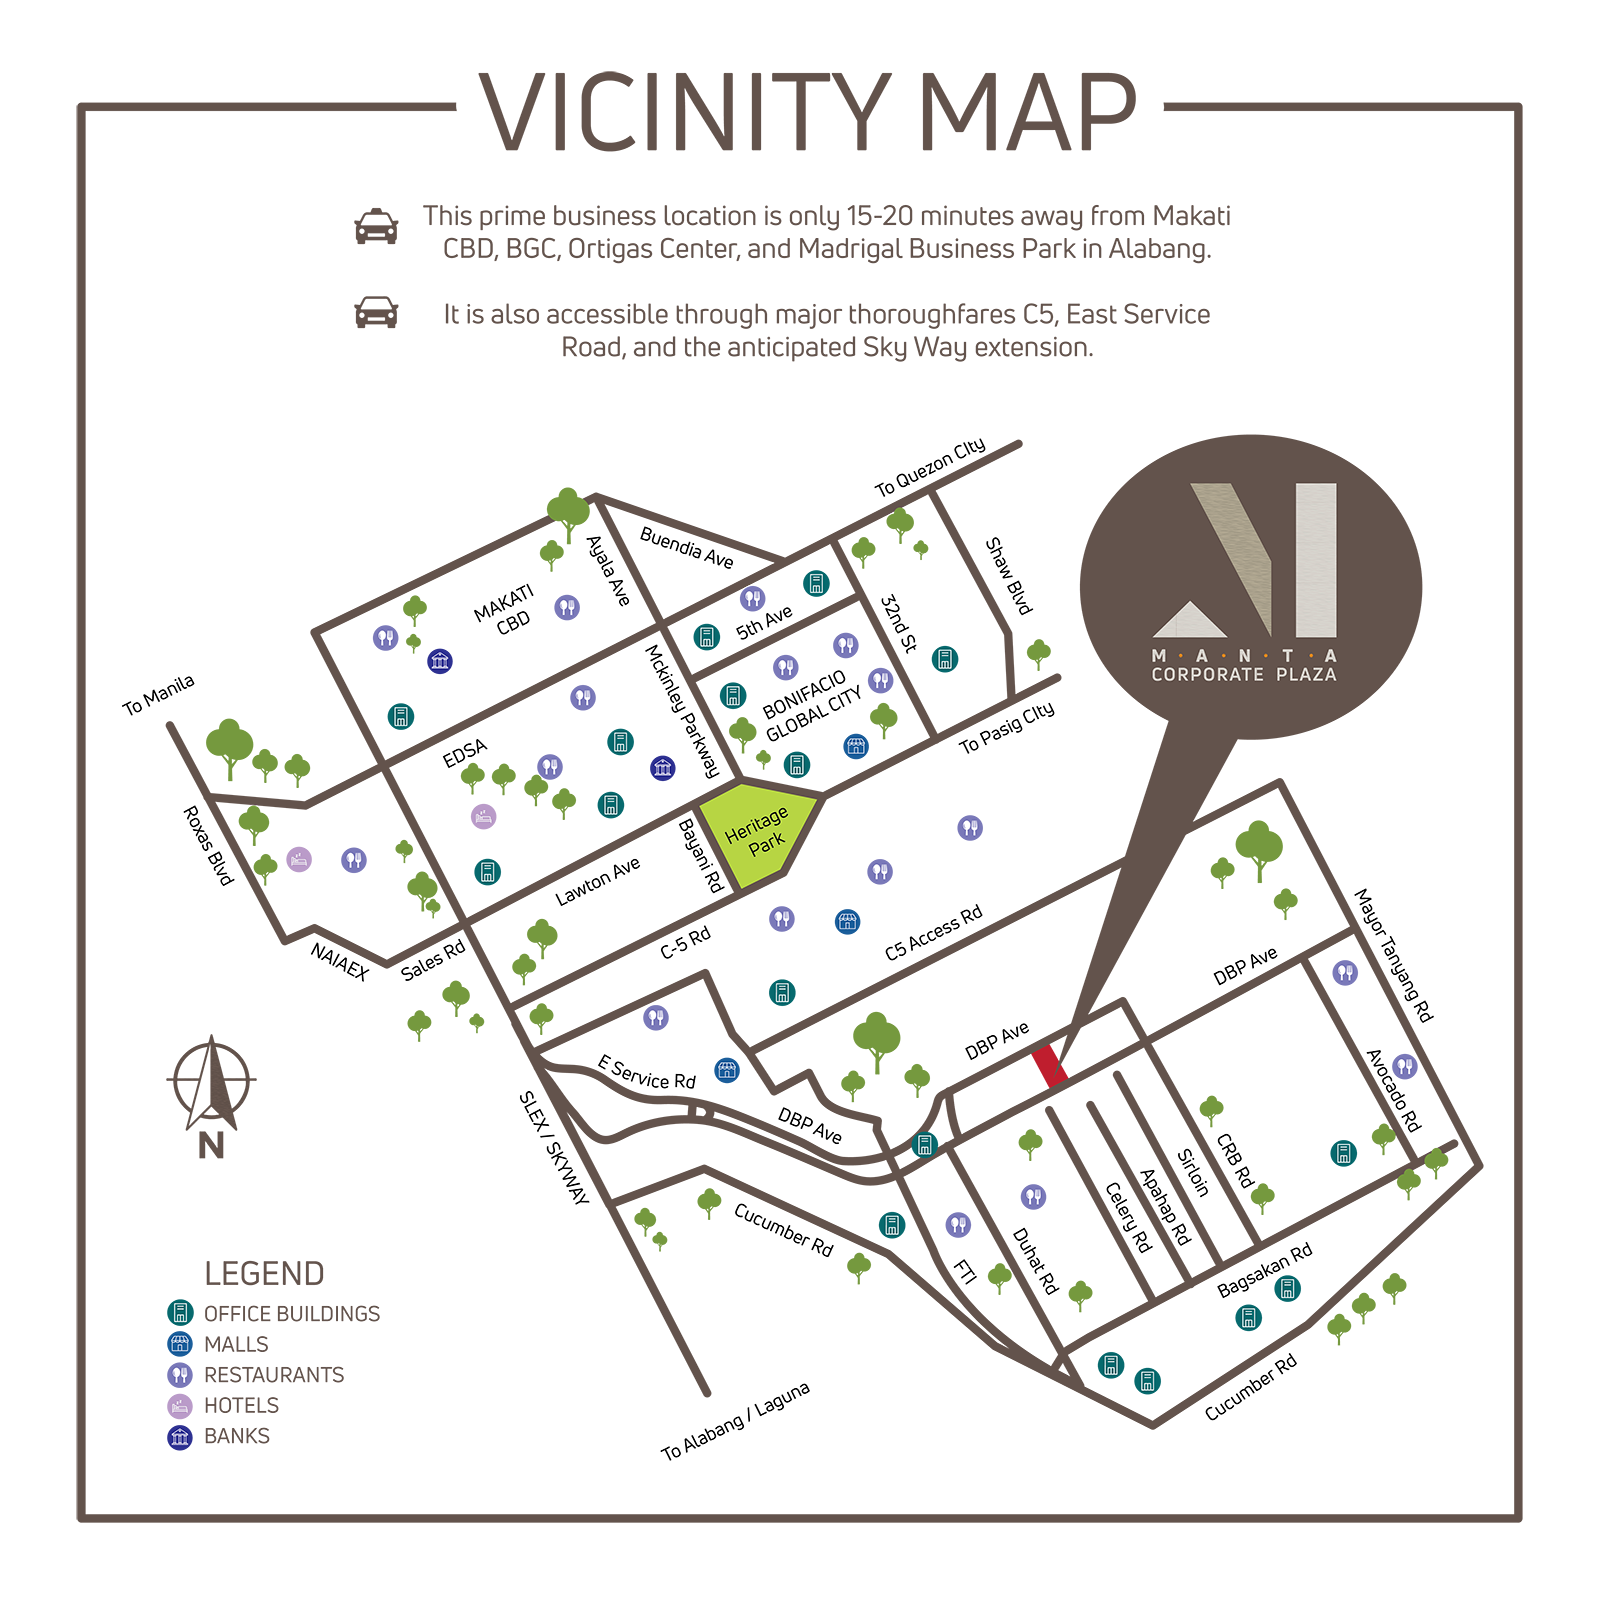 VICINITY MAP
This prime business location is only 15-20 minutes away from Makati
CBD, BGC, Ortigas Center, and Madrigal Business Park in Alabang.
It is also accessible through major thoroughfares C5, East Service
Road, and the anticipated Sky Way extension.
To Quezon CIty
Buendia Ave
Ayala Ave
Shaw Blvd
MAKATI
CBD
5th Ave
32nd St
M·A·N·T·A
CORPORATE PLAZA
To Manila
Mckinley Parkway
BONIFACIO
GLOBAL CITY
EDSA
To Pasig CIty
Roxas Blvd
Heritage
Park
Bayani Rd
Lawton Ave
NAIAEX
Sales Rd
C-5 Rd
C5 Access Rd
Mayor Tanyang Rd
DBP Ave
DBP Ave
E Service Rd
Avocado Rd
DBP Ave
SLEX / SKYWAY
N
CRB Rd
Sirloin
Apahap Rd
Celery Rd
Cucumber Rd
Duhat Rd
FTI
Bagsakan Rd
Cucumber Rd
To Alabang / Laguna
LEGEND
OFFICE BUILDINGS
MALLS
RESTAURANTS
HOTELS
BANKS